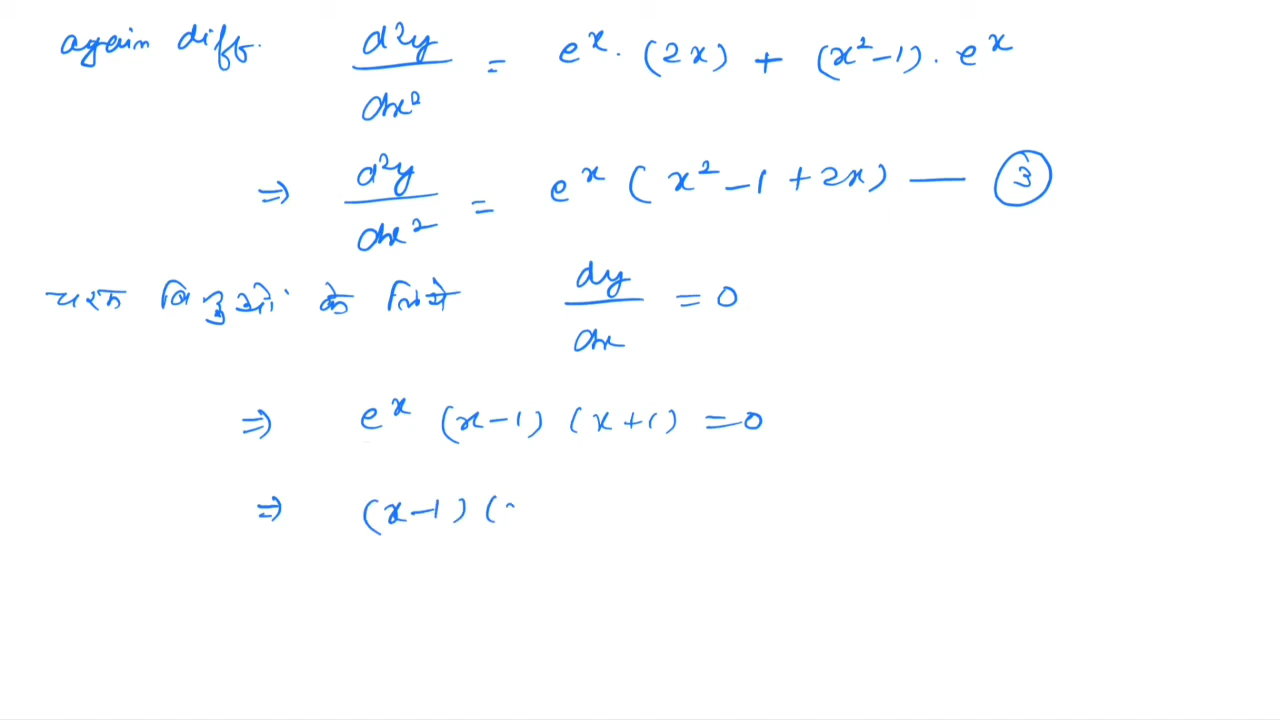 again diff. d²y/dx² = eˣ · (2x) + (x²-1) · eˣ
⇒ d²y/dx² = eˣ (x² -1 + 2x) — ③
चरम बिन्दुओं के लिये dy/dx = 0
⇒ eˣ (x-1) (x+1) = 0
⇒ (x-1) (